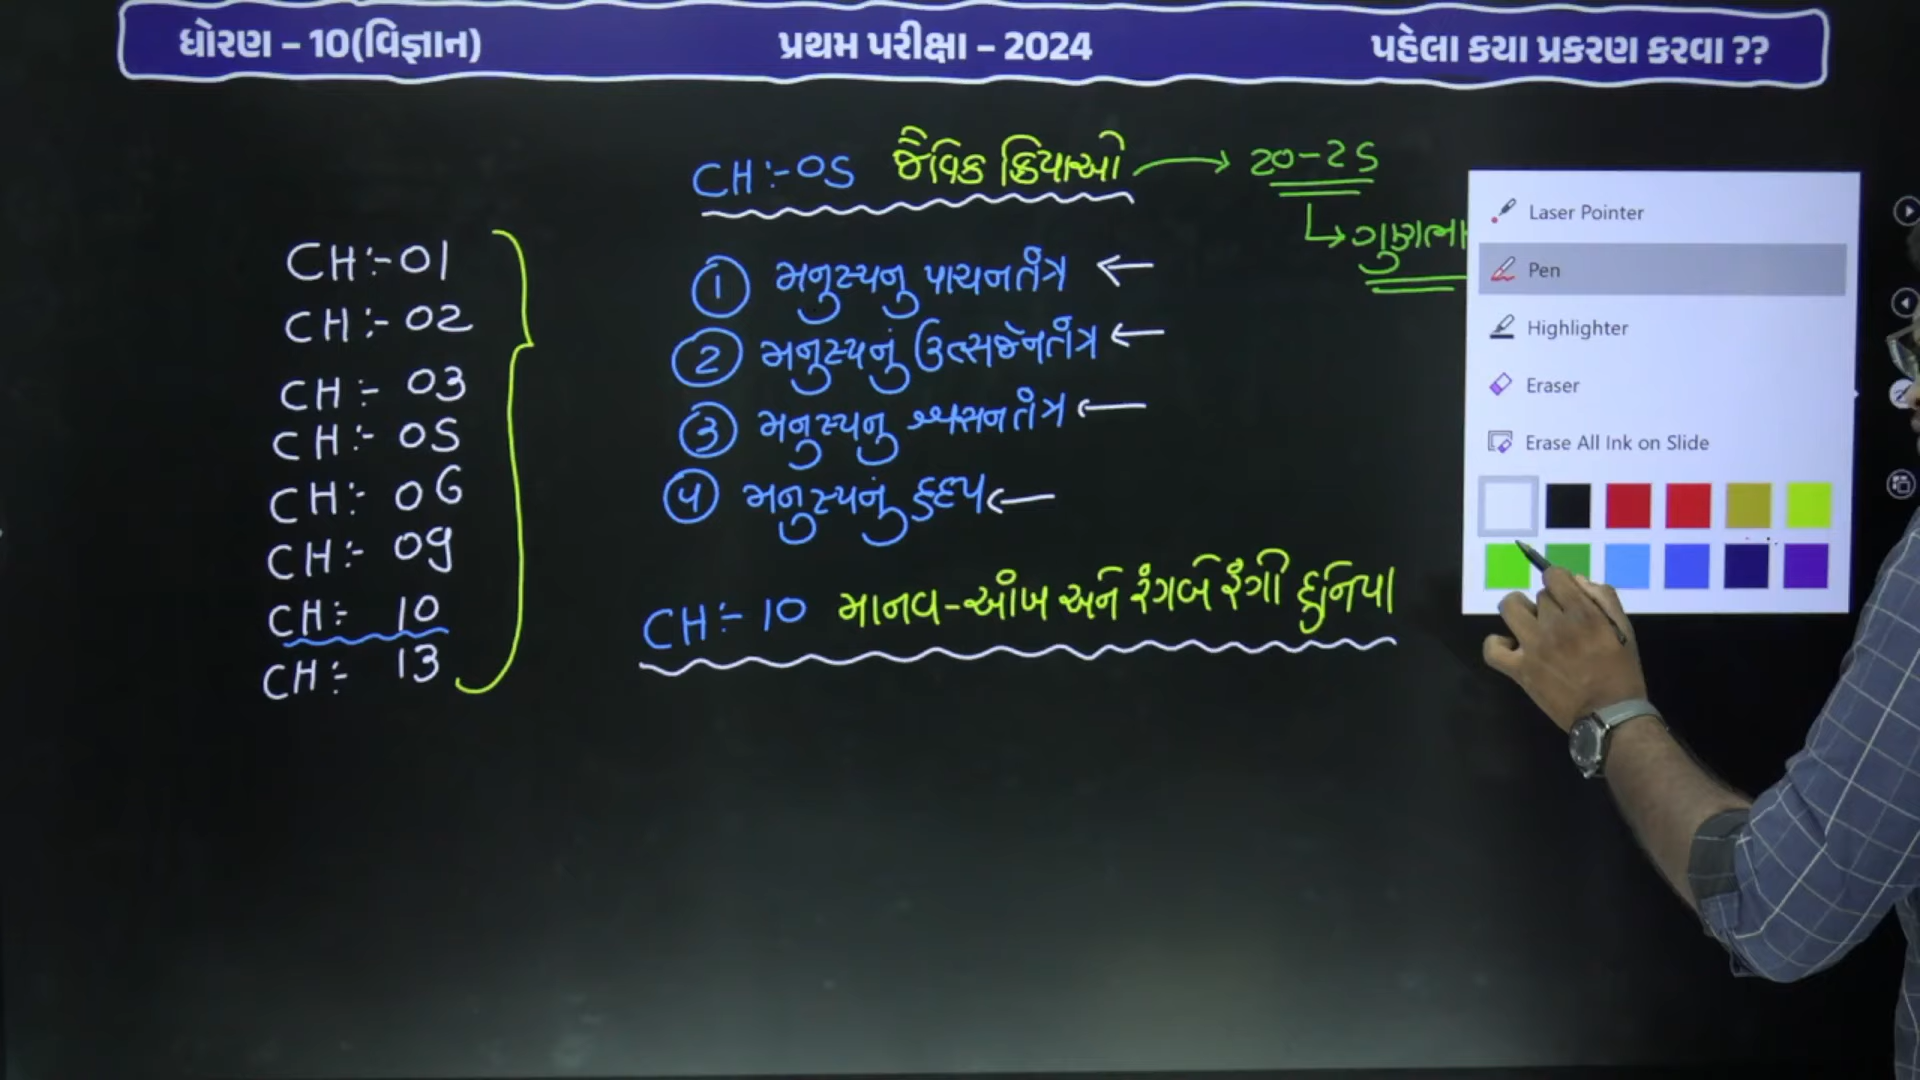 ધોરણ – 10(વિજ્ઞાન) પ્રથમ પરીક્ષા – 2024 પહેલા કયા પ્રકરણ કરવા ??
CH:-05 જૈવિક ક્રિયાઓ → 20-25
↳ ગુણભા
CH:-01
CH:-02
CH:- 03
CH:- 05
CH:- 06
CH:- 09
CH:- 10
CH:- 13
① મનુષ્યનુ પાચનતંત્ર ←
② મનુષ્યનું ઉત્સર્જનતંત્ર ←
③ મનુષ્યનુ શ્વસનતંત્ર ←
④ મનુષ્યનું હૃદય ←
CH:- 10 માનવ-આંખ અને રંગબેરંગી દુનિયા
Laser Pointer
Pen
Highlighter
Eraser
Erase All Ink on Slide